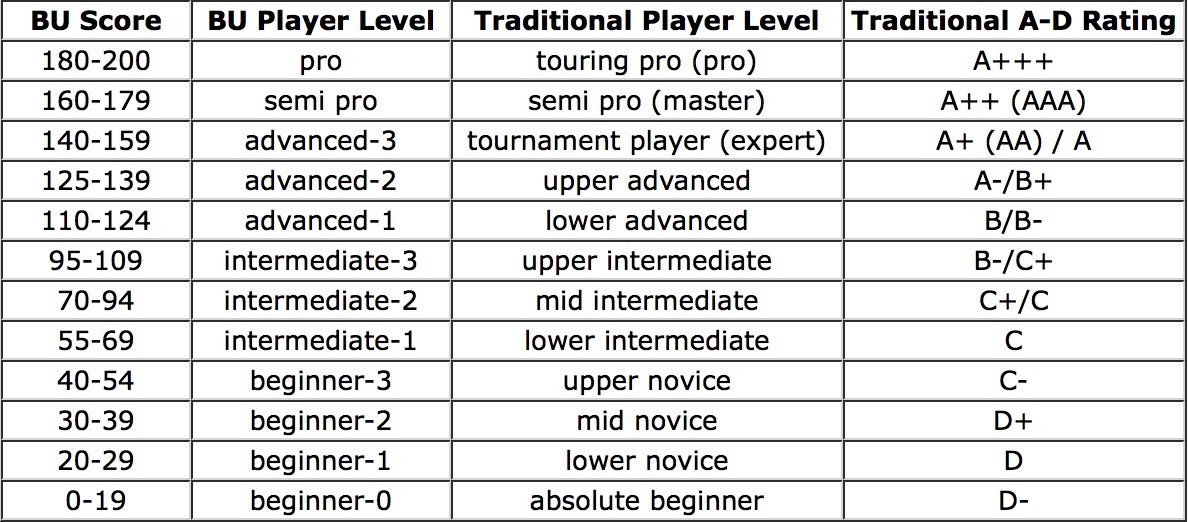 BU Score BU Player Level Traditional Player Level Traditional A-D Rating
180-200 pro touring pro (pro) A+++
160-179 semi pro semi pro (master) A++ (AAA)
140-159 advanced-3 tournament player (expert) A+ (AA) / A
125-139 advanced-2 upper advanced A-/B+
110-124 advanced-1 lower advanced B/B-
95-109 intermediate-3 upper intermediate B-/C+
70-94 intermediate-2 mid intermediate C+/C
55-69 intermediate-1 lower intermediate C
40-54 beginner-3 upper novice C-
30-39 beginner-2 mid novice D+
20-29 beginner-1 lower novice D
0-19 beginner-0 absolute beginner D-